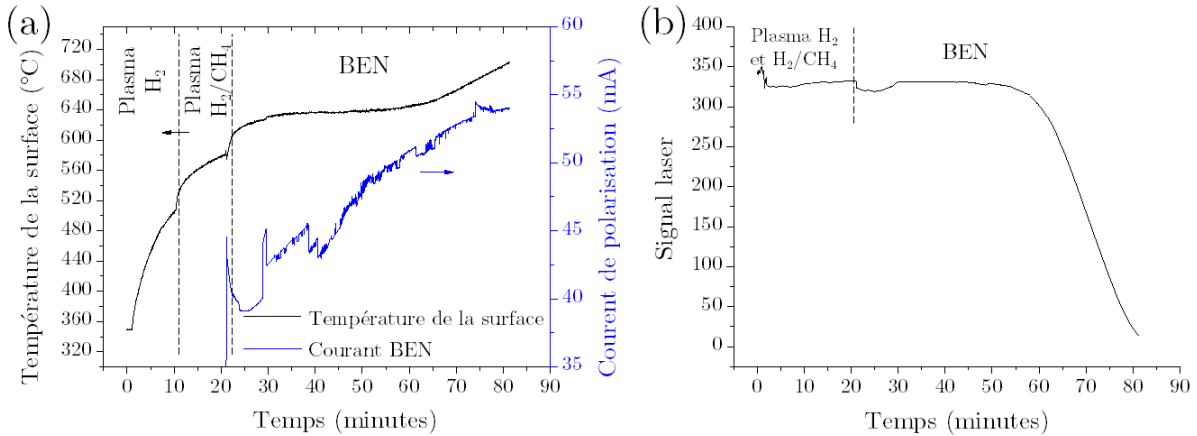 (a)
Température de la surface (°C)
720
680
640
600
560
520
480
440
400
360
320
Plasma
H2
Plasma
H2/CH4
BEN
60
55
50
45
40
35
Courent de polarisation (mA)
Température de la surface
Courant BEN
0 10 20 30 40 50 60 70 80 90
Temps (minutes)
(b)
Signal laser
400
350
300
250
200
150
100
50
0
Plasma H2
et H2/CH4
BEN
0 10 20 30 40 50 60 70 80 90
Temps (minutes)